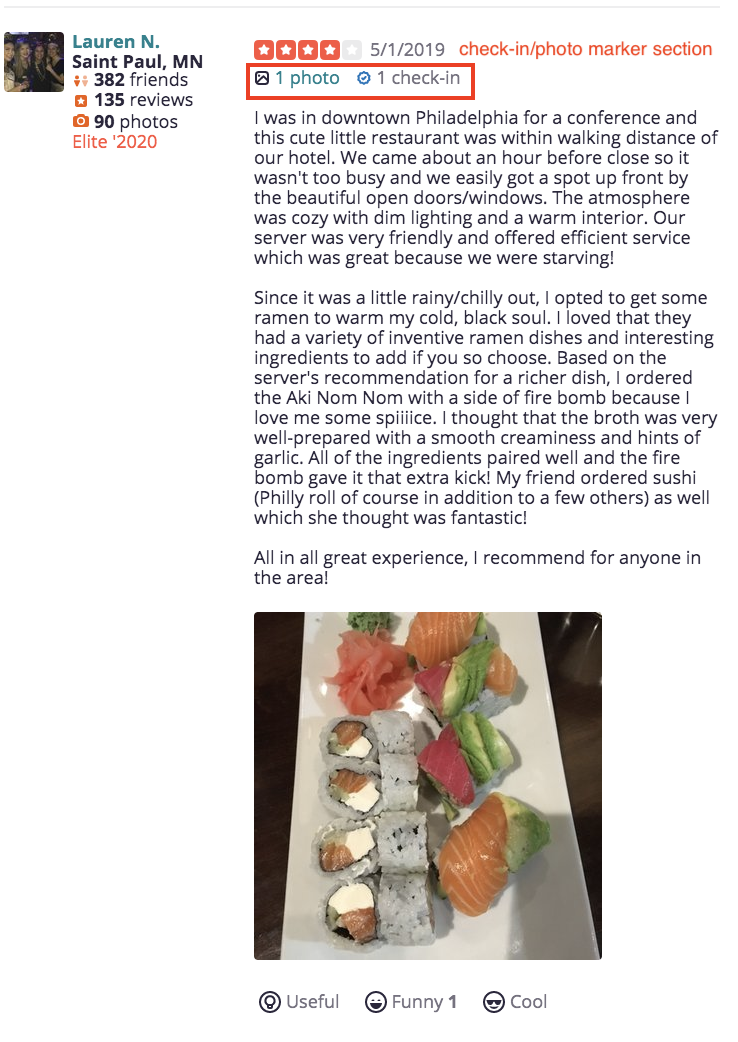 Lauren N.
Saint Paul, MN
382 friends
135 reviews
90 photos
Elite '2020
5/1/2019 check-in/photo marker section
1 photo 1 check-in
I was in downtown Philadelphia for a conference and
this cute little restaurant was within walking distance of
our hotel. We came about an hour before close so it
wasn't too busy and we easily got a spot up front by
the beautiful open doors/windows. The atmosphere
was cozy with dim lighting and a warm interior. Our
server was very friendly and offered efficient service
which was great because we were starving!
Since it was a little rainy/chilly out, I opted to get some
ramen to warm my cold, black soul. I loved that they
had a variety of inventive ramen dishes and interesting
ingredients to add if you so choose. Based on the
server's recommendation for a richer dish, I ordered
the Aki Nom Nom with a side of fire bomb because I
love me some spiiiice. I thought that the broth was very
well-prepared with a smooth creaminess and hints of
garlic. All of the ingredients paired well and the fire
bomb gave it that extra kick! My friend ordered sushi
(Philly roll of course in addition to a few others) as well
which she thought was fantastic!
All in all great experience, I recommend for anyone in
the area!
Useful Funny 1 Cool